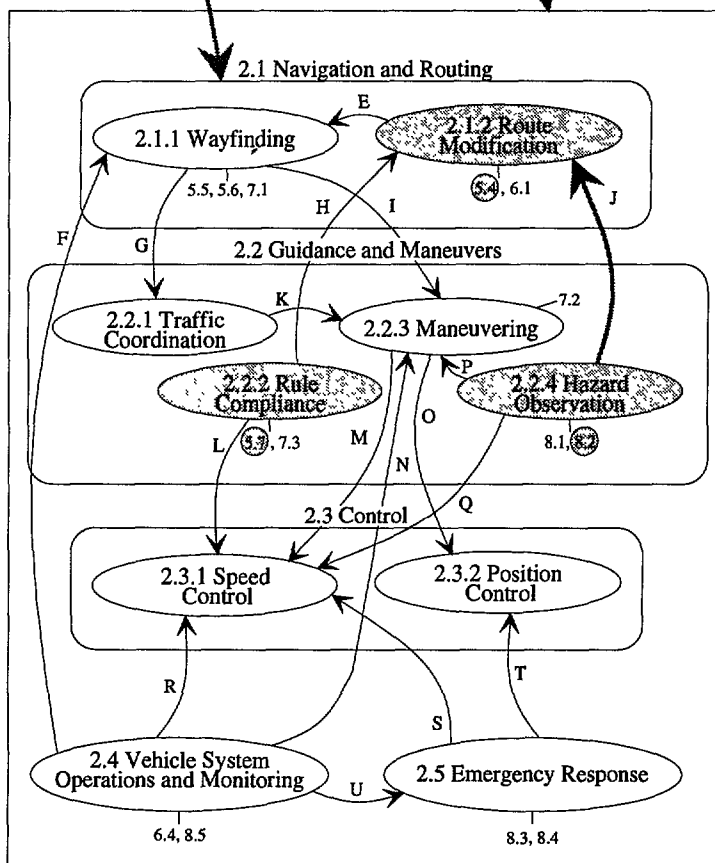 2.1 Navigation and Routing
E
2.1.1 Wayfinding
2.1.2 Route
Modification
5.5, 5.6, 7.1
5.4, 6.1
F
G
H
I
J
2.2 Guidance and Maneuvers
K
7.2
2.2.1 Traffic
Coordination
2.2.3 Maneuvering
P
2.2.2 Rule
Compliance
2.2.4 Hazard
Observation
L
5.7, 7.3
M
N
O
8.1, 8.2
Q
2.3 Control
2.3.1 Speed
Control
2.3.2 Position
Control
R
S
T
2.4 Vehicle System
Operations and Monitoring
2.5 Emergency Response
U
6.4, 8.5
8.3, 8.4